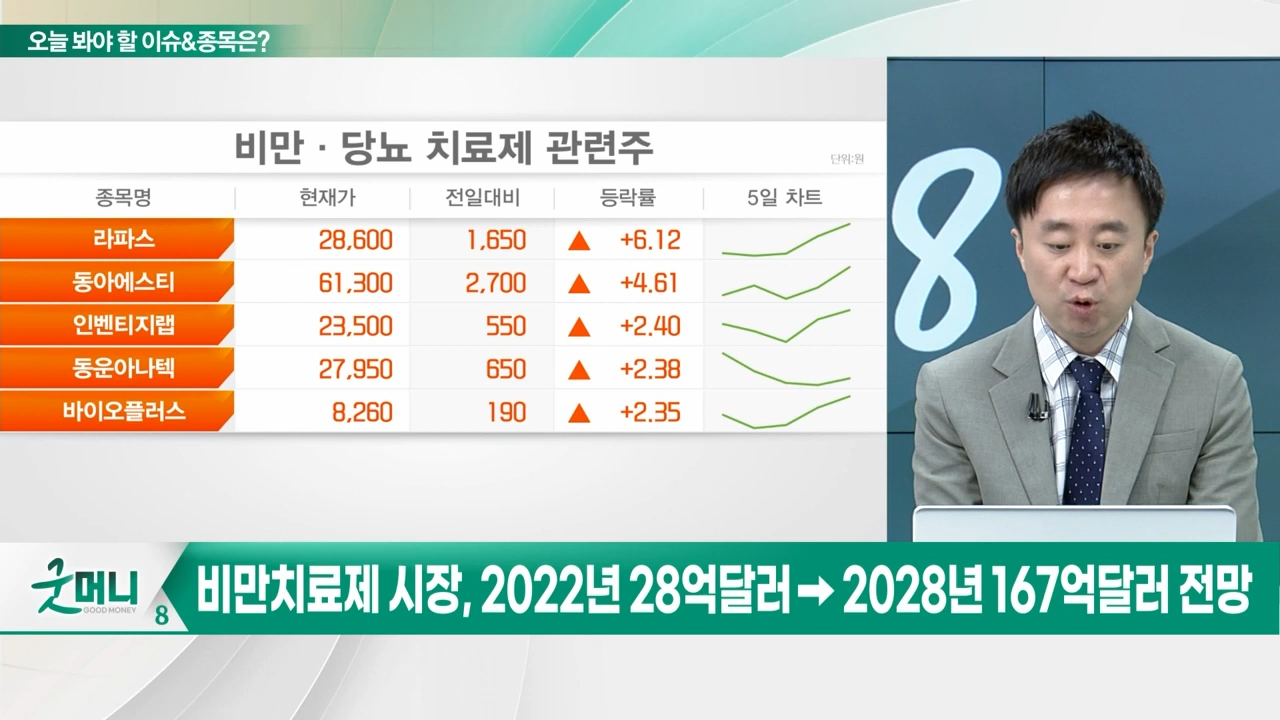 오늘 봐야 할 이슈&종목은?
비만 · 당뇨 치료제 관련주
단위:원
종목명 현재가 전일대비 등락률 5일 차트
라파스 28,600 1,650 ▲ +6.12
동아에스티 61,300 2,700 ▲ +4.61
인벤티지랩 23,500 550 ▲ +2.40
동운아나텍 27,950 650 ▲ +2.38
바이오플러스 8,260 190 ▲ +2.35
8
굿머니
GOOD MONEY
8
비만치료제 시장, 2022년 28억달러➡2028년 167억달러 전망